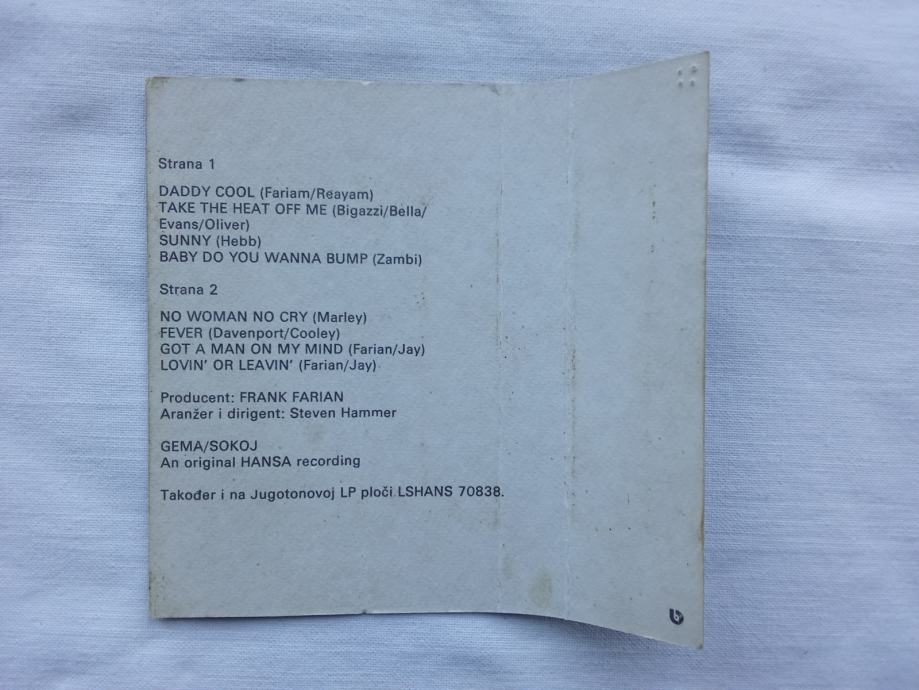 Strana 1
DADDY COOL (Fariam/Reayam)
TAKE THE HEAT OFF ME (Bigazzi/Bella/
Evans/Oliver)
SUNNY (Hebb)
BABY DO YOU WANNA BUMP (Zambi)
Strana 2
NO WOMAN NO CRY (Marley)
FEVER (Davenport/Cooley)
GOT A MAN ON MY MIND (Farian/Jay)
LOVIN' OR LEAVIN' (Farian/Jay)
Producent: FRANK FARIAN
Aranžer i dirigent: Steven Hammer
GEMA/SOKOJ
An original HANSA recording
Također i na Jugotonovoj LP ploči LSHANS 70838.